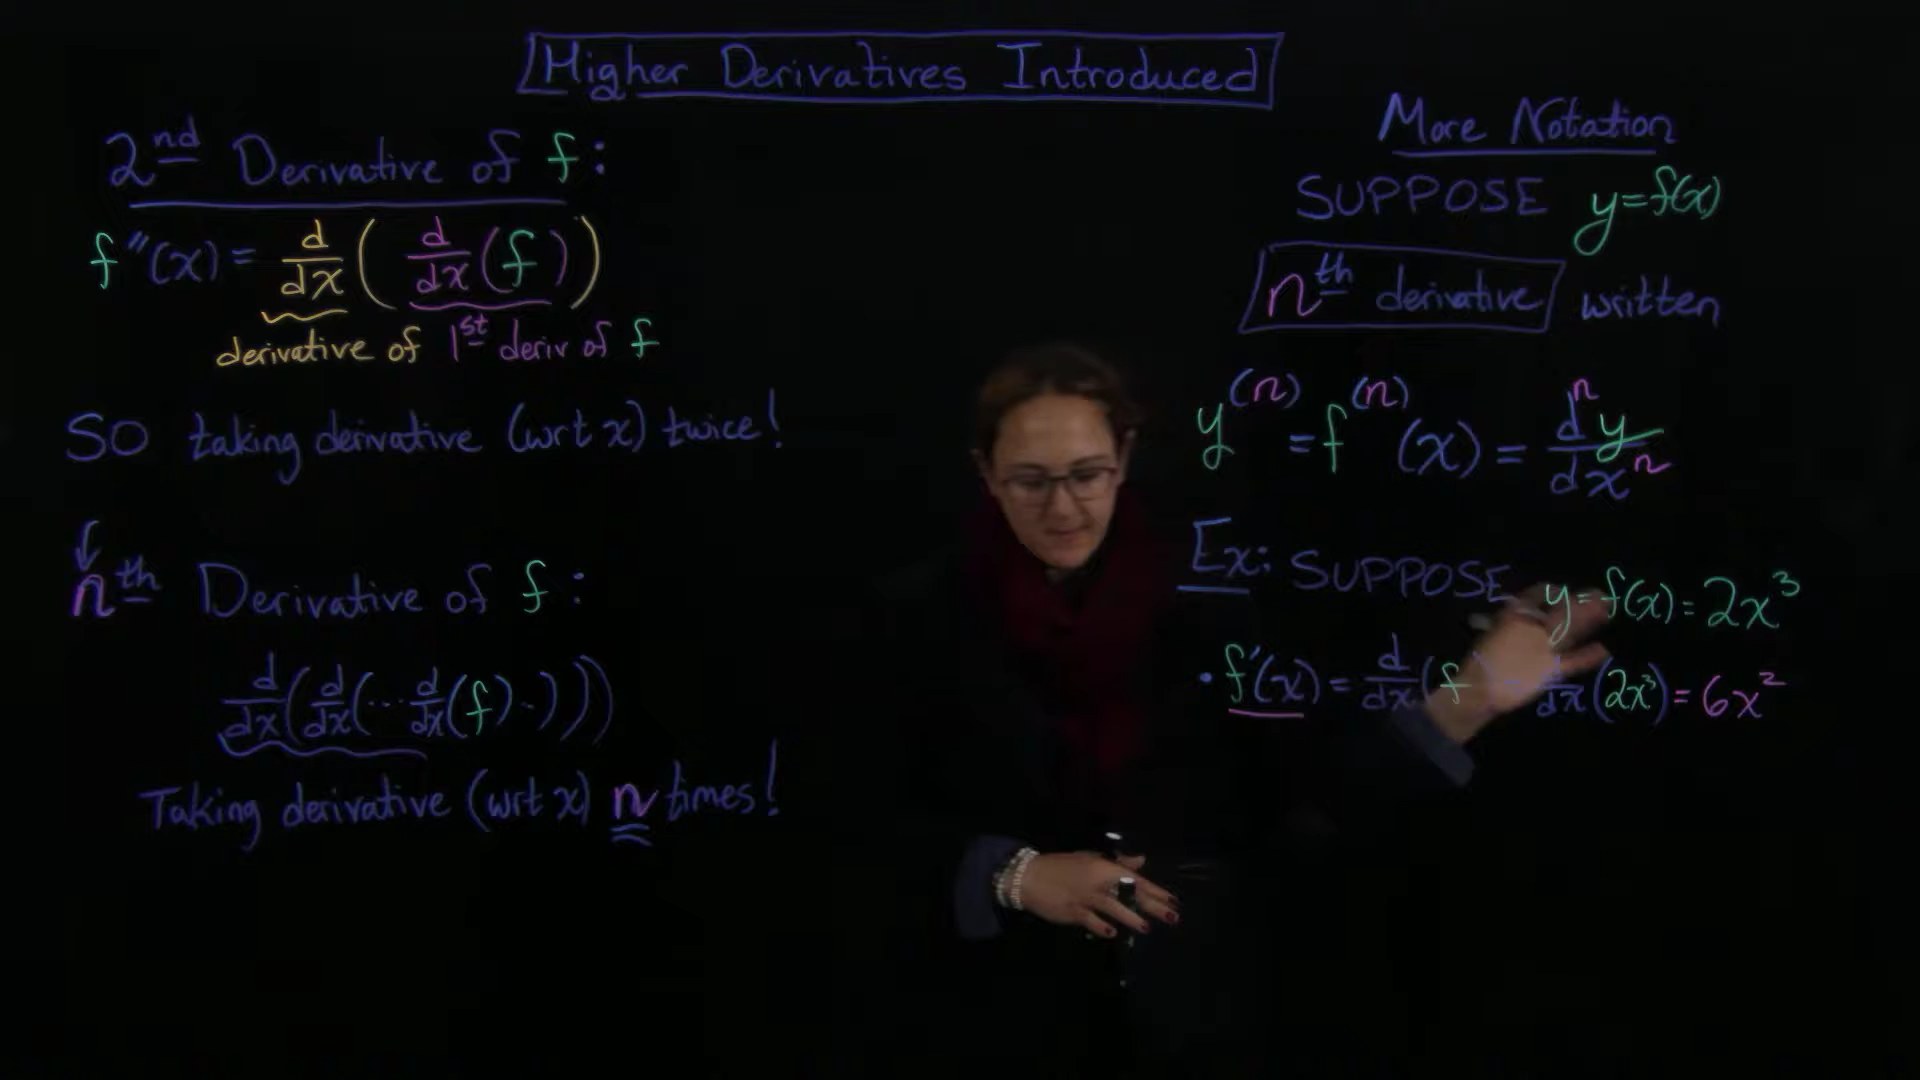 Higher Derivatives Introduced
2nd Derivative of f:
f''(x) = d/dx ( d/dx (f) )
derivative of 1st deriv of f
SO taking derivative (wrt x) twice!
nth Derivative of f:
d/dx ( d/dx ( ... d/dx (f) ..) ) )
Taking derivative (wrt x) n times!
More Notation
SUPPOSE y=f(x)
nth derivative written
y^(n) = f^(n) (x) = d^n y / dx^n
Ex: SUPPOSE y=f(x)=2x³
• f'(x) = d/dx (f) = d/dx (2x³) = 6x²